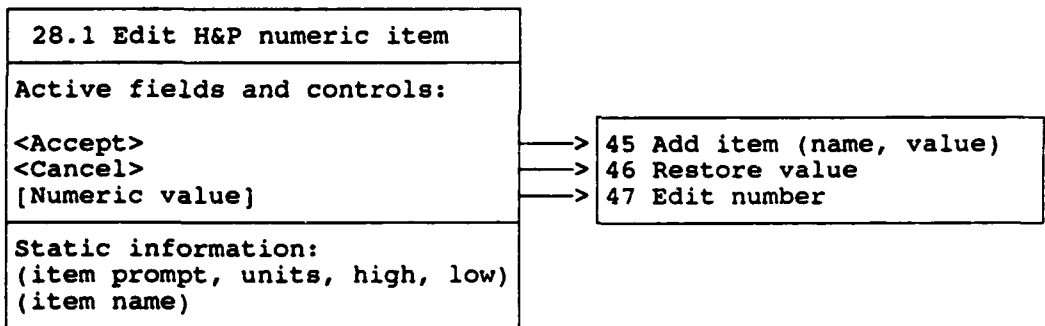 28.1 Edit H&P numeric item
Active fields and controls:
<Accept>
<Cancel>
[Numeric value]
45 Add item (name, value)
46 Restore value
47 Edit number
Static information:
(item prompt, units, high, low)
(item name)